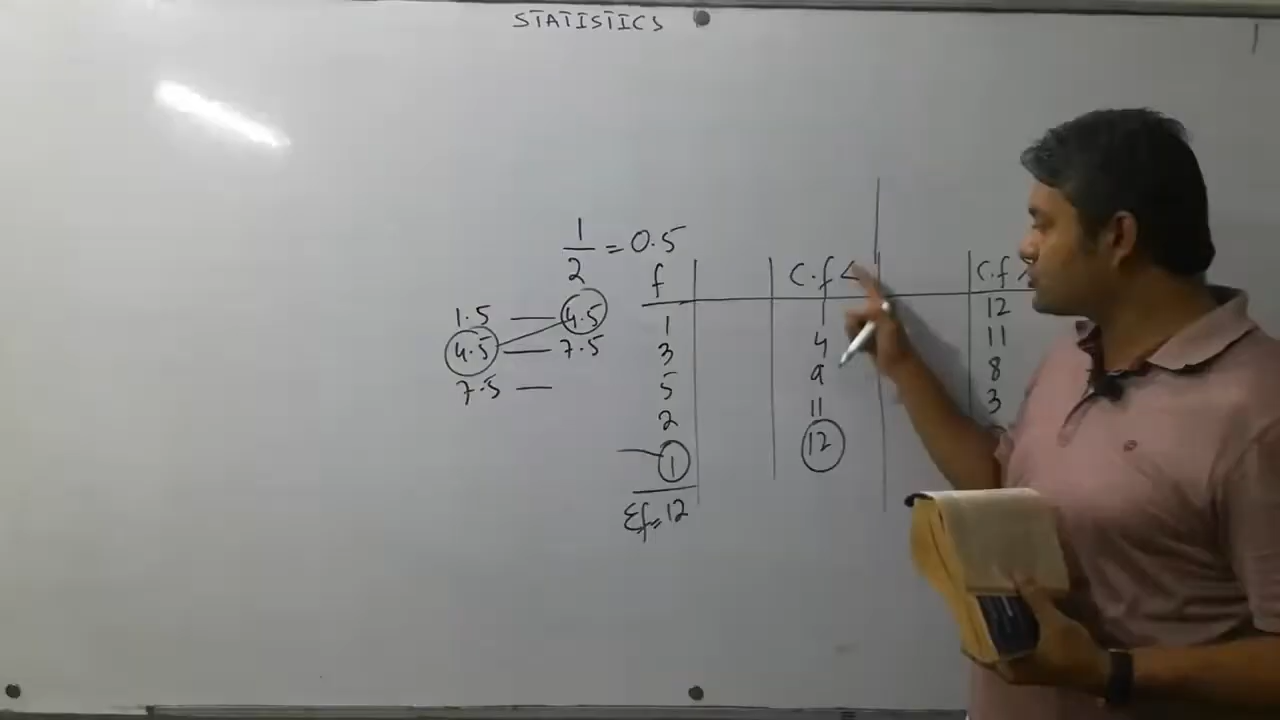 STATISTICS
1/2 = 0.5
f C.f < C.f >
1.5 — 4.5 1 1 12
4.5 — 7.5 3 4 11
7.5 — 5 9 8
2 11 3
1 12
Σf=12